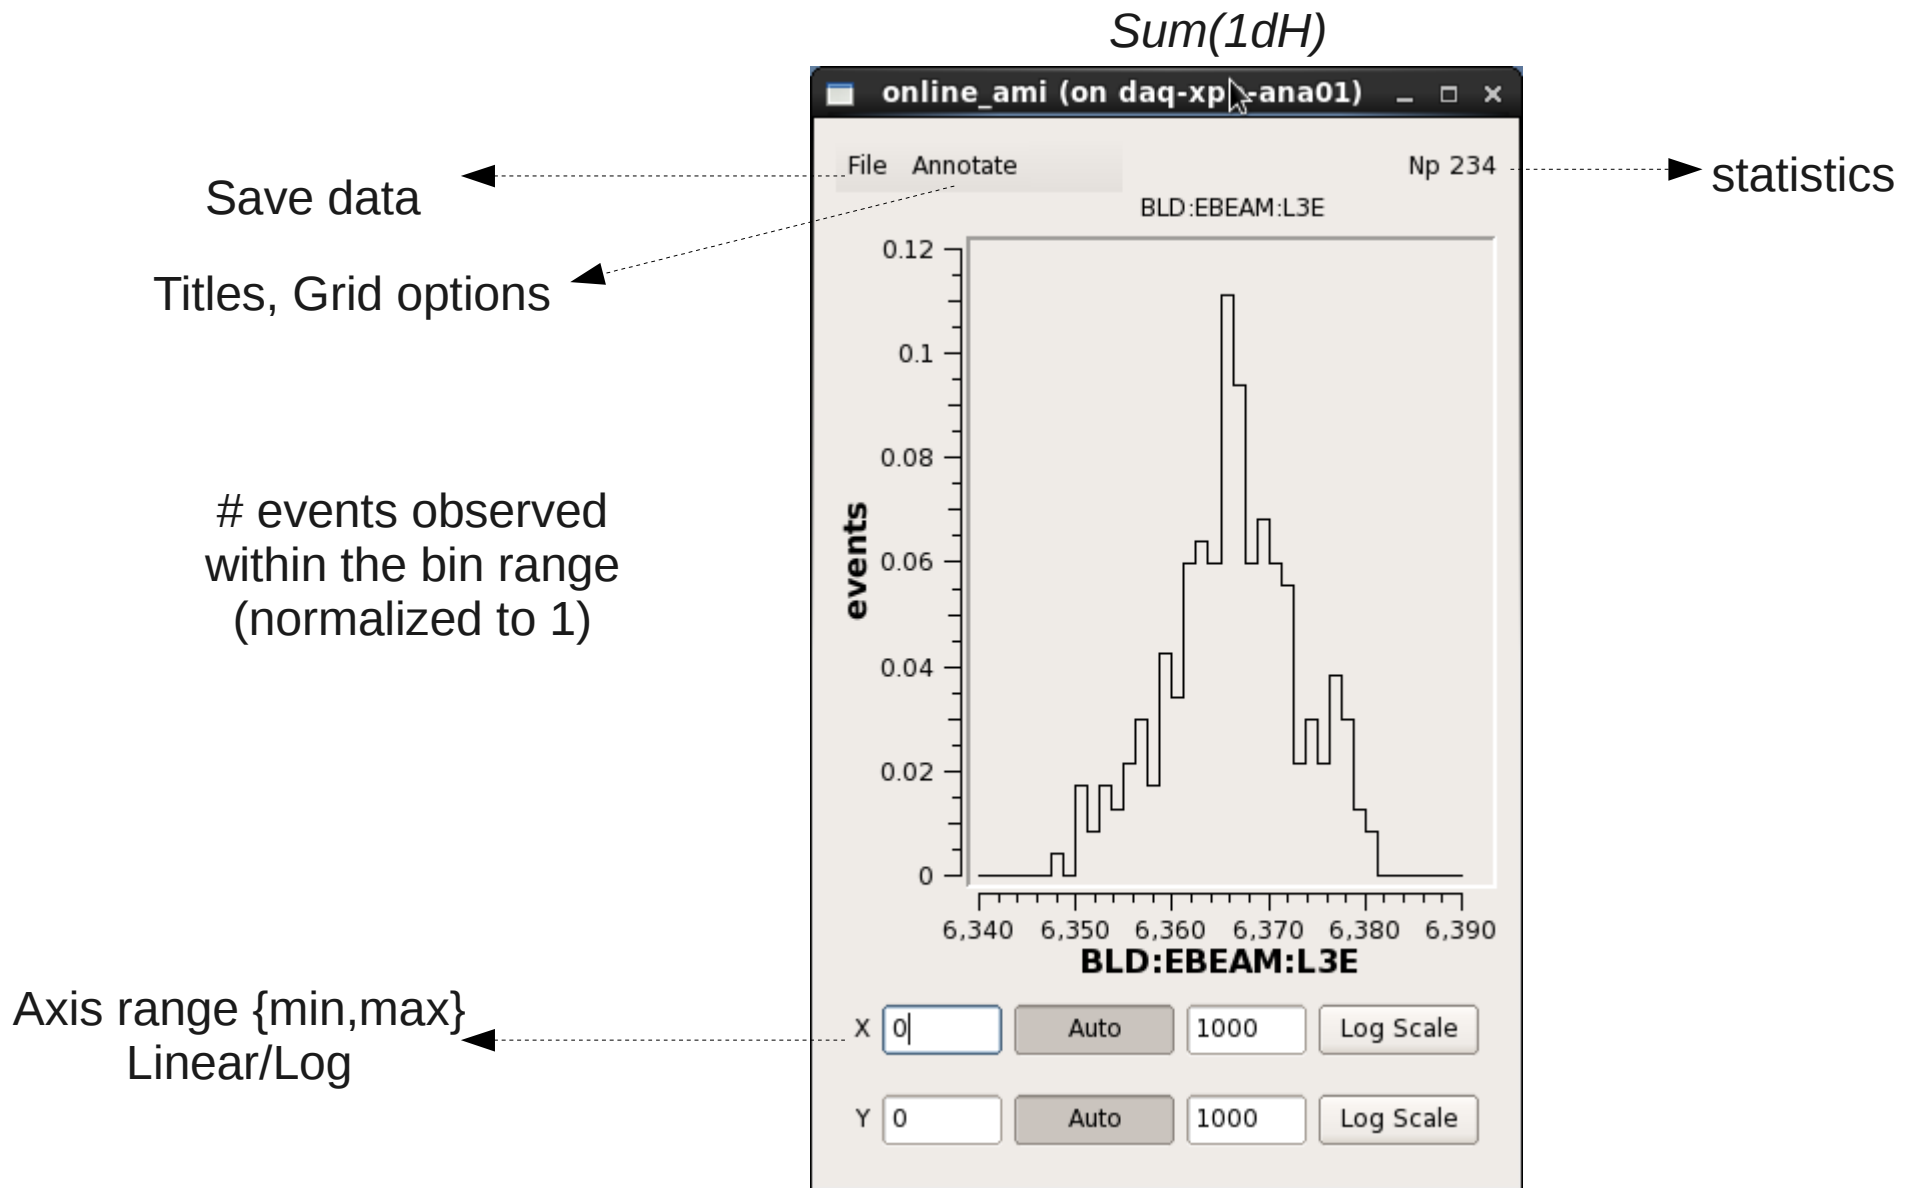 Sum(1dH)
online_ami (on daq-xp -ana01)
File Annotate Np 234
Save data
statistics
BLD:EBEAM:L3E
Titles, Grid options
0.12
0.1
0.08
# events observed
within the bin range
(normalized to 1)
events
0.06
0.04
0.02
0
6,340 6,350 6,360 6,370 6,380 6,390
BLD:EBEAM:L3E
Axis range {min,max}
Linear/Log
X 0 Auto 1000 Log Scale
Y 0 Auto 1000 Log Scale